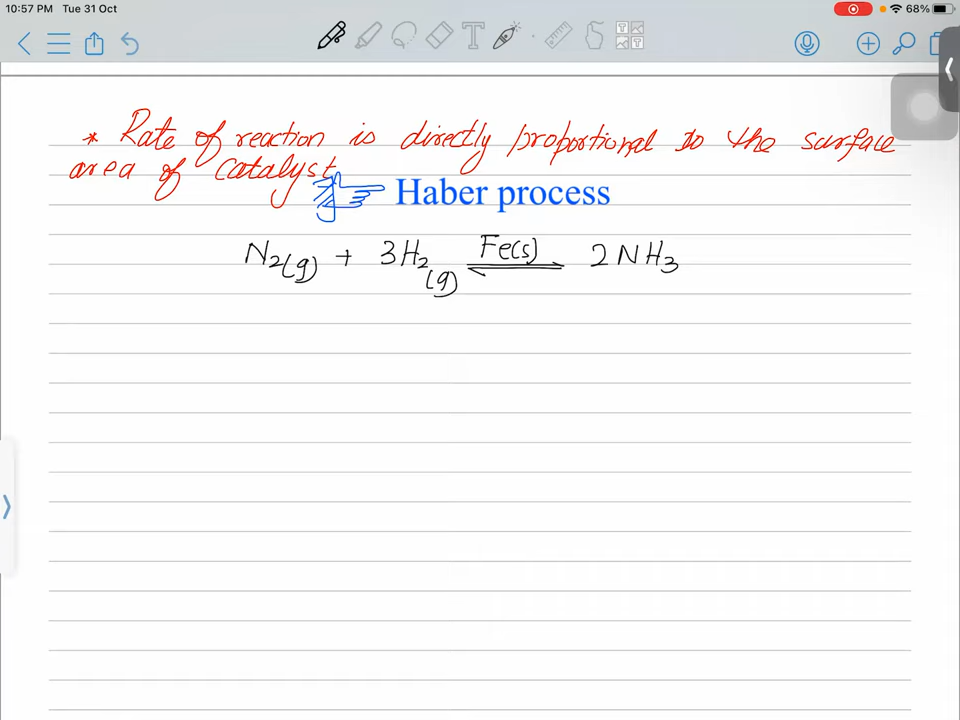 10:57 PM Tue 31 Oct 68%
* Rate of reaction is directly proportional to the surface
area of catalyst
Haber process
N₂(g) + 3H₂(g) ⇌ 2NH₃
Fe(s)